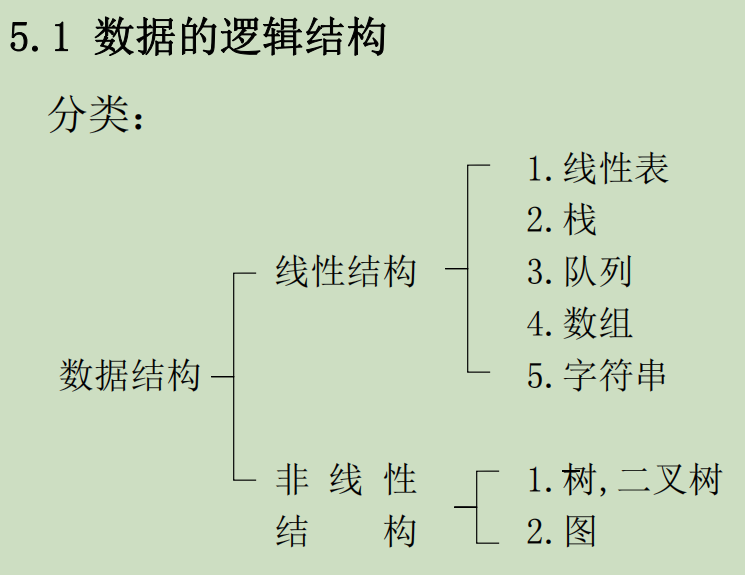 5.1 数据的逻辑结构
分类：
数据结构
线性结构
1.线性表
2.栈
3.队列
4.数组
5.字符串
非线性
结构
1.树,二叉树
2.图